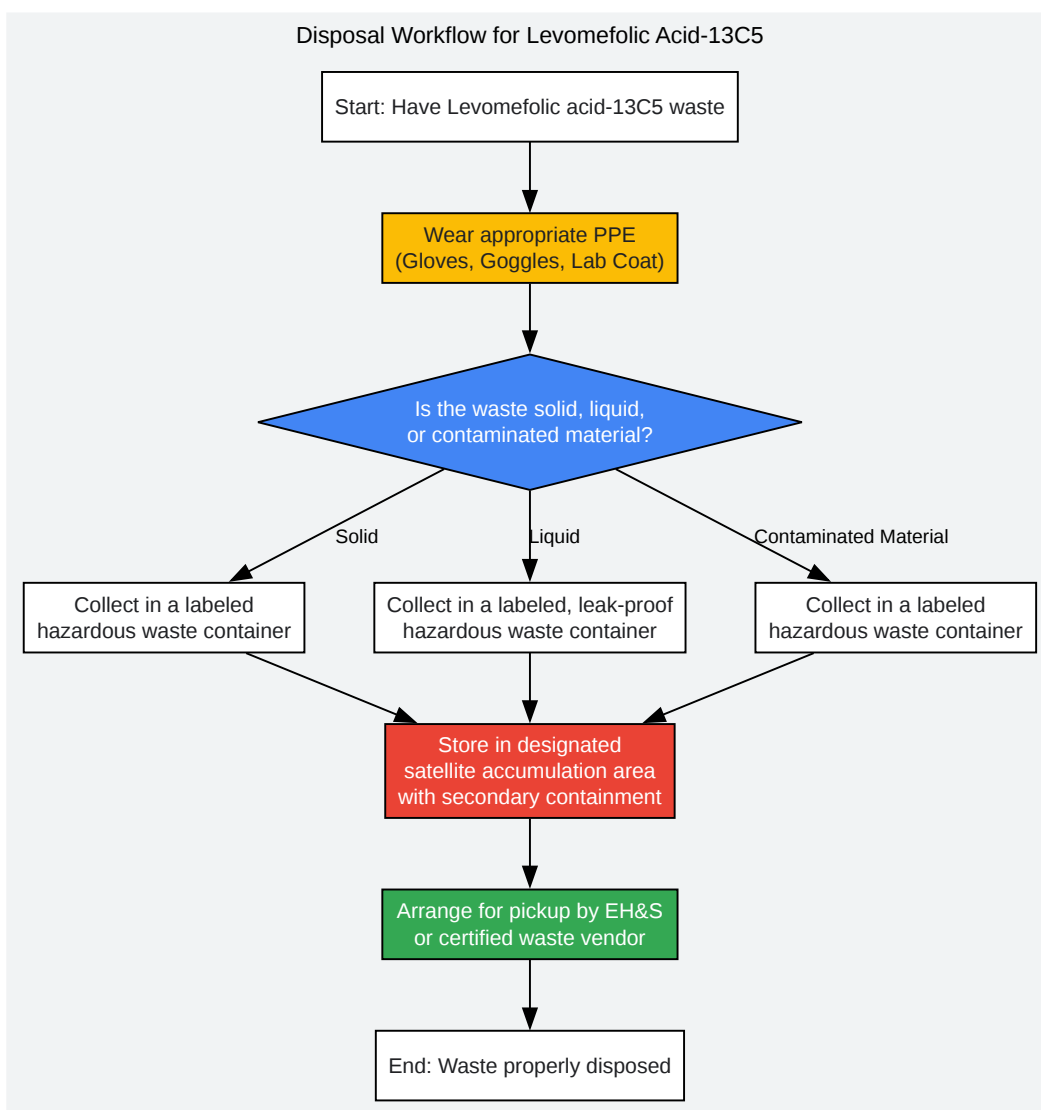 Disposal Workflow for Levomefolic Acid-13C5
Start: Have Levomefolic acid-13C5 waste
Wear appropriate PPE
(Gloves, Goggles, Lab Coat)
Is the waste solid, liquid,
or contaminated material?
Solid
Liquid
Contaminated Material
Collect in a labeled
hazardous waste container
Collect in a labeled, leak-proof
hazardous waste container
Collect in a labeled
hazardous waste container
Store in designated
satellite accumulation area
with secondary containment
Arrange for pickup by EH&S
or certified waste vendor
End: Waste properly disposed